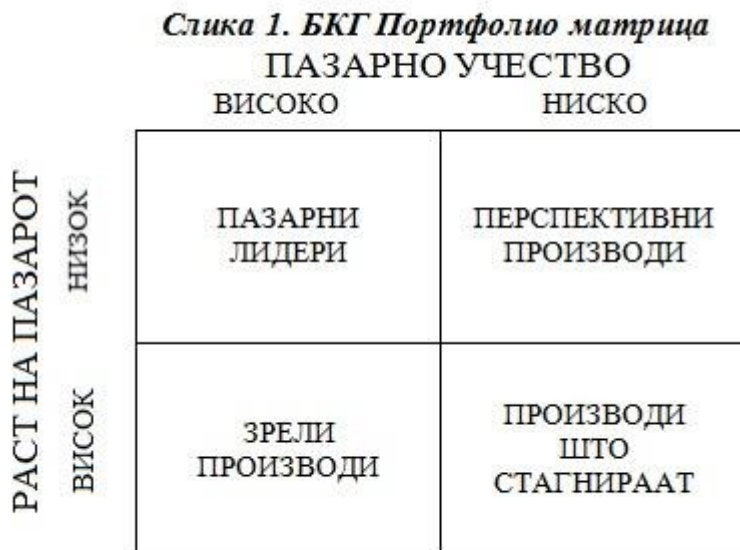 Слика 1. БКГ Портфолио матрица
ПАЗАРНО УЧЕСТВО
ВИСОКО НИСКО
РАСТ НА ПАЗАРОТ
НИЗОК
ПАЗАРНИ
ЛИДЕРИ
ПЕРСПЕКТИВНИ
ПРОИЗВОДИ
ВИСОК
ЗРЕЛИ
ПРОИЗВОДИ
ПРОИЗВОДИ
ШТО
СТАГНИРААТ